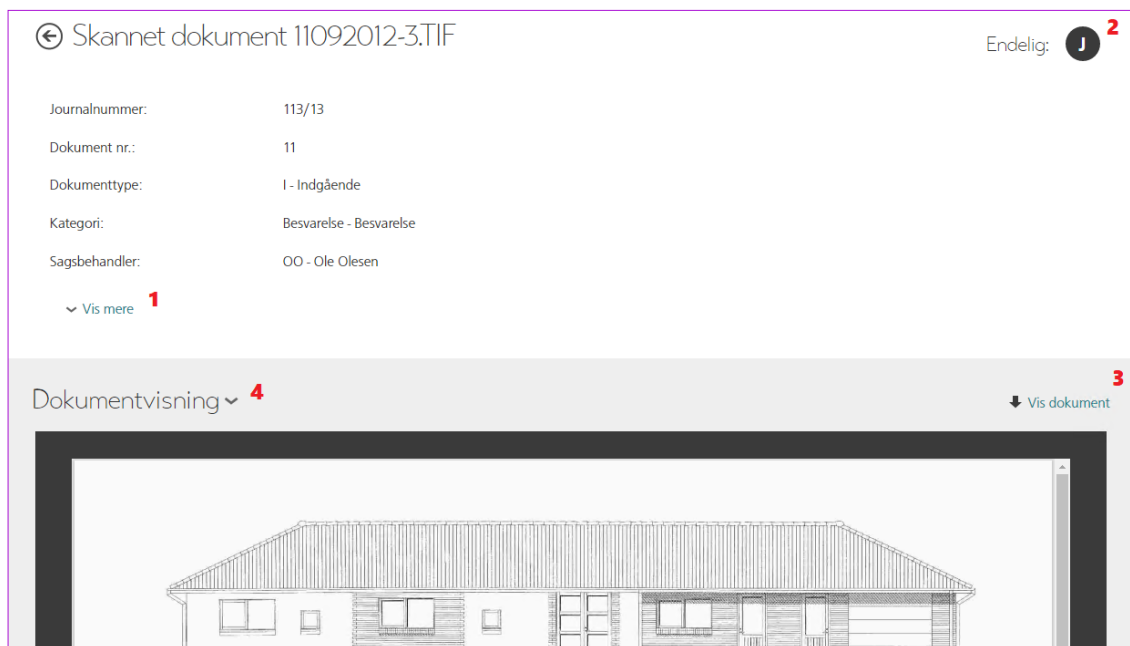 Skannet dokument 11092012-3.TIF
Endelig: J 2
Journalnummer: 113/13
Dokument nr.: 11
Dokumenttype: I - Indgående
Kategori: Besvarelse - Besvarelse
Sagsbehandler: OO - Ole Olesen
Vis mere 1
Dokumentvisning 4
3
Vis dokument